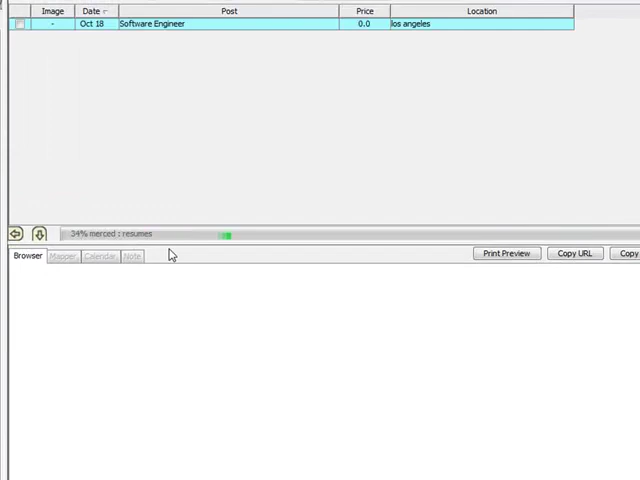 Image Date Post Price Location
- Oct 18 Software Engineer 0.0 los angeles
34% merced : resumes
Browser Mapper Calendar Note Print Preview Copy URL Copy